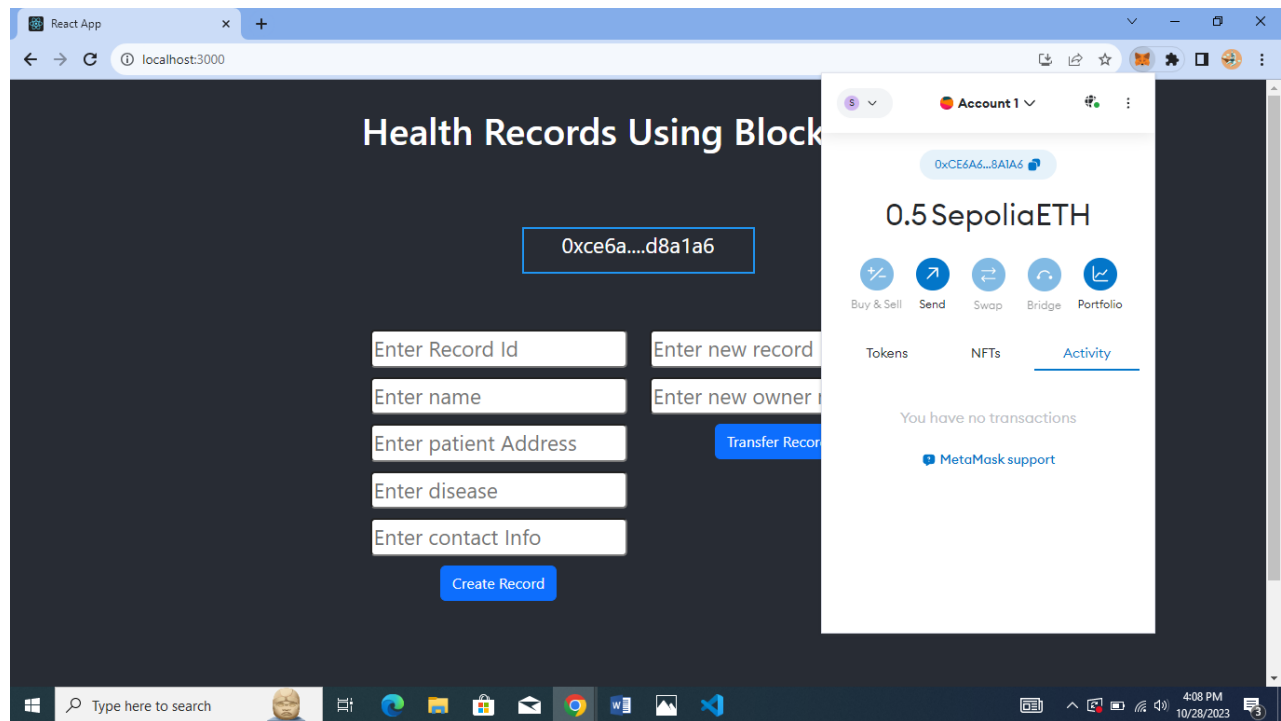 React App
localhost:3000
Health Records Using Block
0xce6a....d8a1a6
Enter Record Id
Enter name
Enter patient Address
Enter disease
Enter contact Info
Create Record
Enter new record
Enter new owner
Transfer Recor
S
Account 1
0xCE6A6...8A1A6
0.5 SepoliaETH
Buy & Sell
Send
Swap
Bridge
Portfolio
Tokens
NFTs
Activity
You have no transactions
MetaMask support
Type here to search
4:08 PM
10/28/2023
3